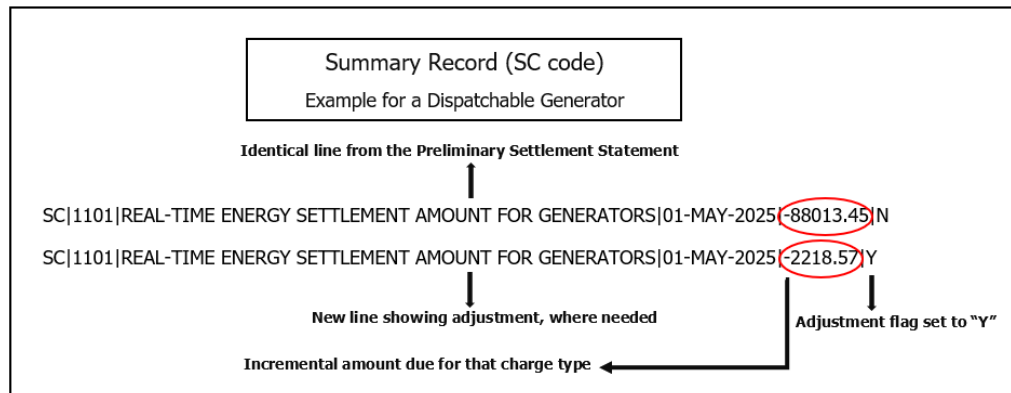 Summary Record (SC code)
Example for a Dispatchable Generator
Identical line from the Preliminary Settlement Statement
SC|1101|REAL-TIME ENERGY SETTLEMENT AMOUNT FOR GENERATORS|01-MAY-2025|-88013.45|N
SC|1101|REAL-TIME ENERGY SETTLEMENT AMOUNT FOR GENERATORS|01-MAY-2025|-2218.57|Y
New line showing adjustment, where needed
Adjustment flag set to “Y”
Incremental amount due for that charge type